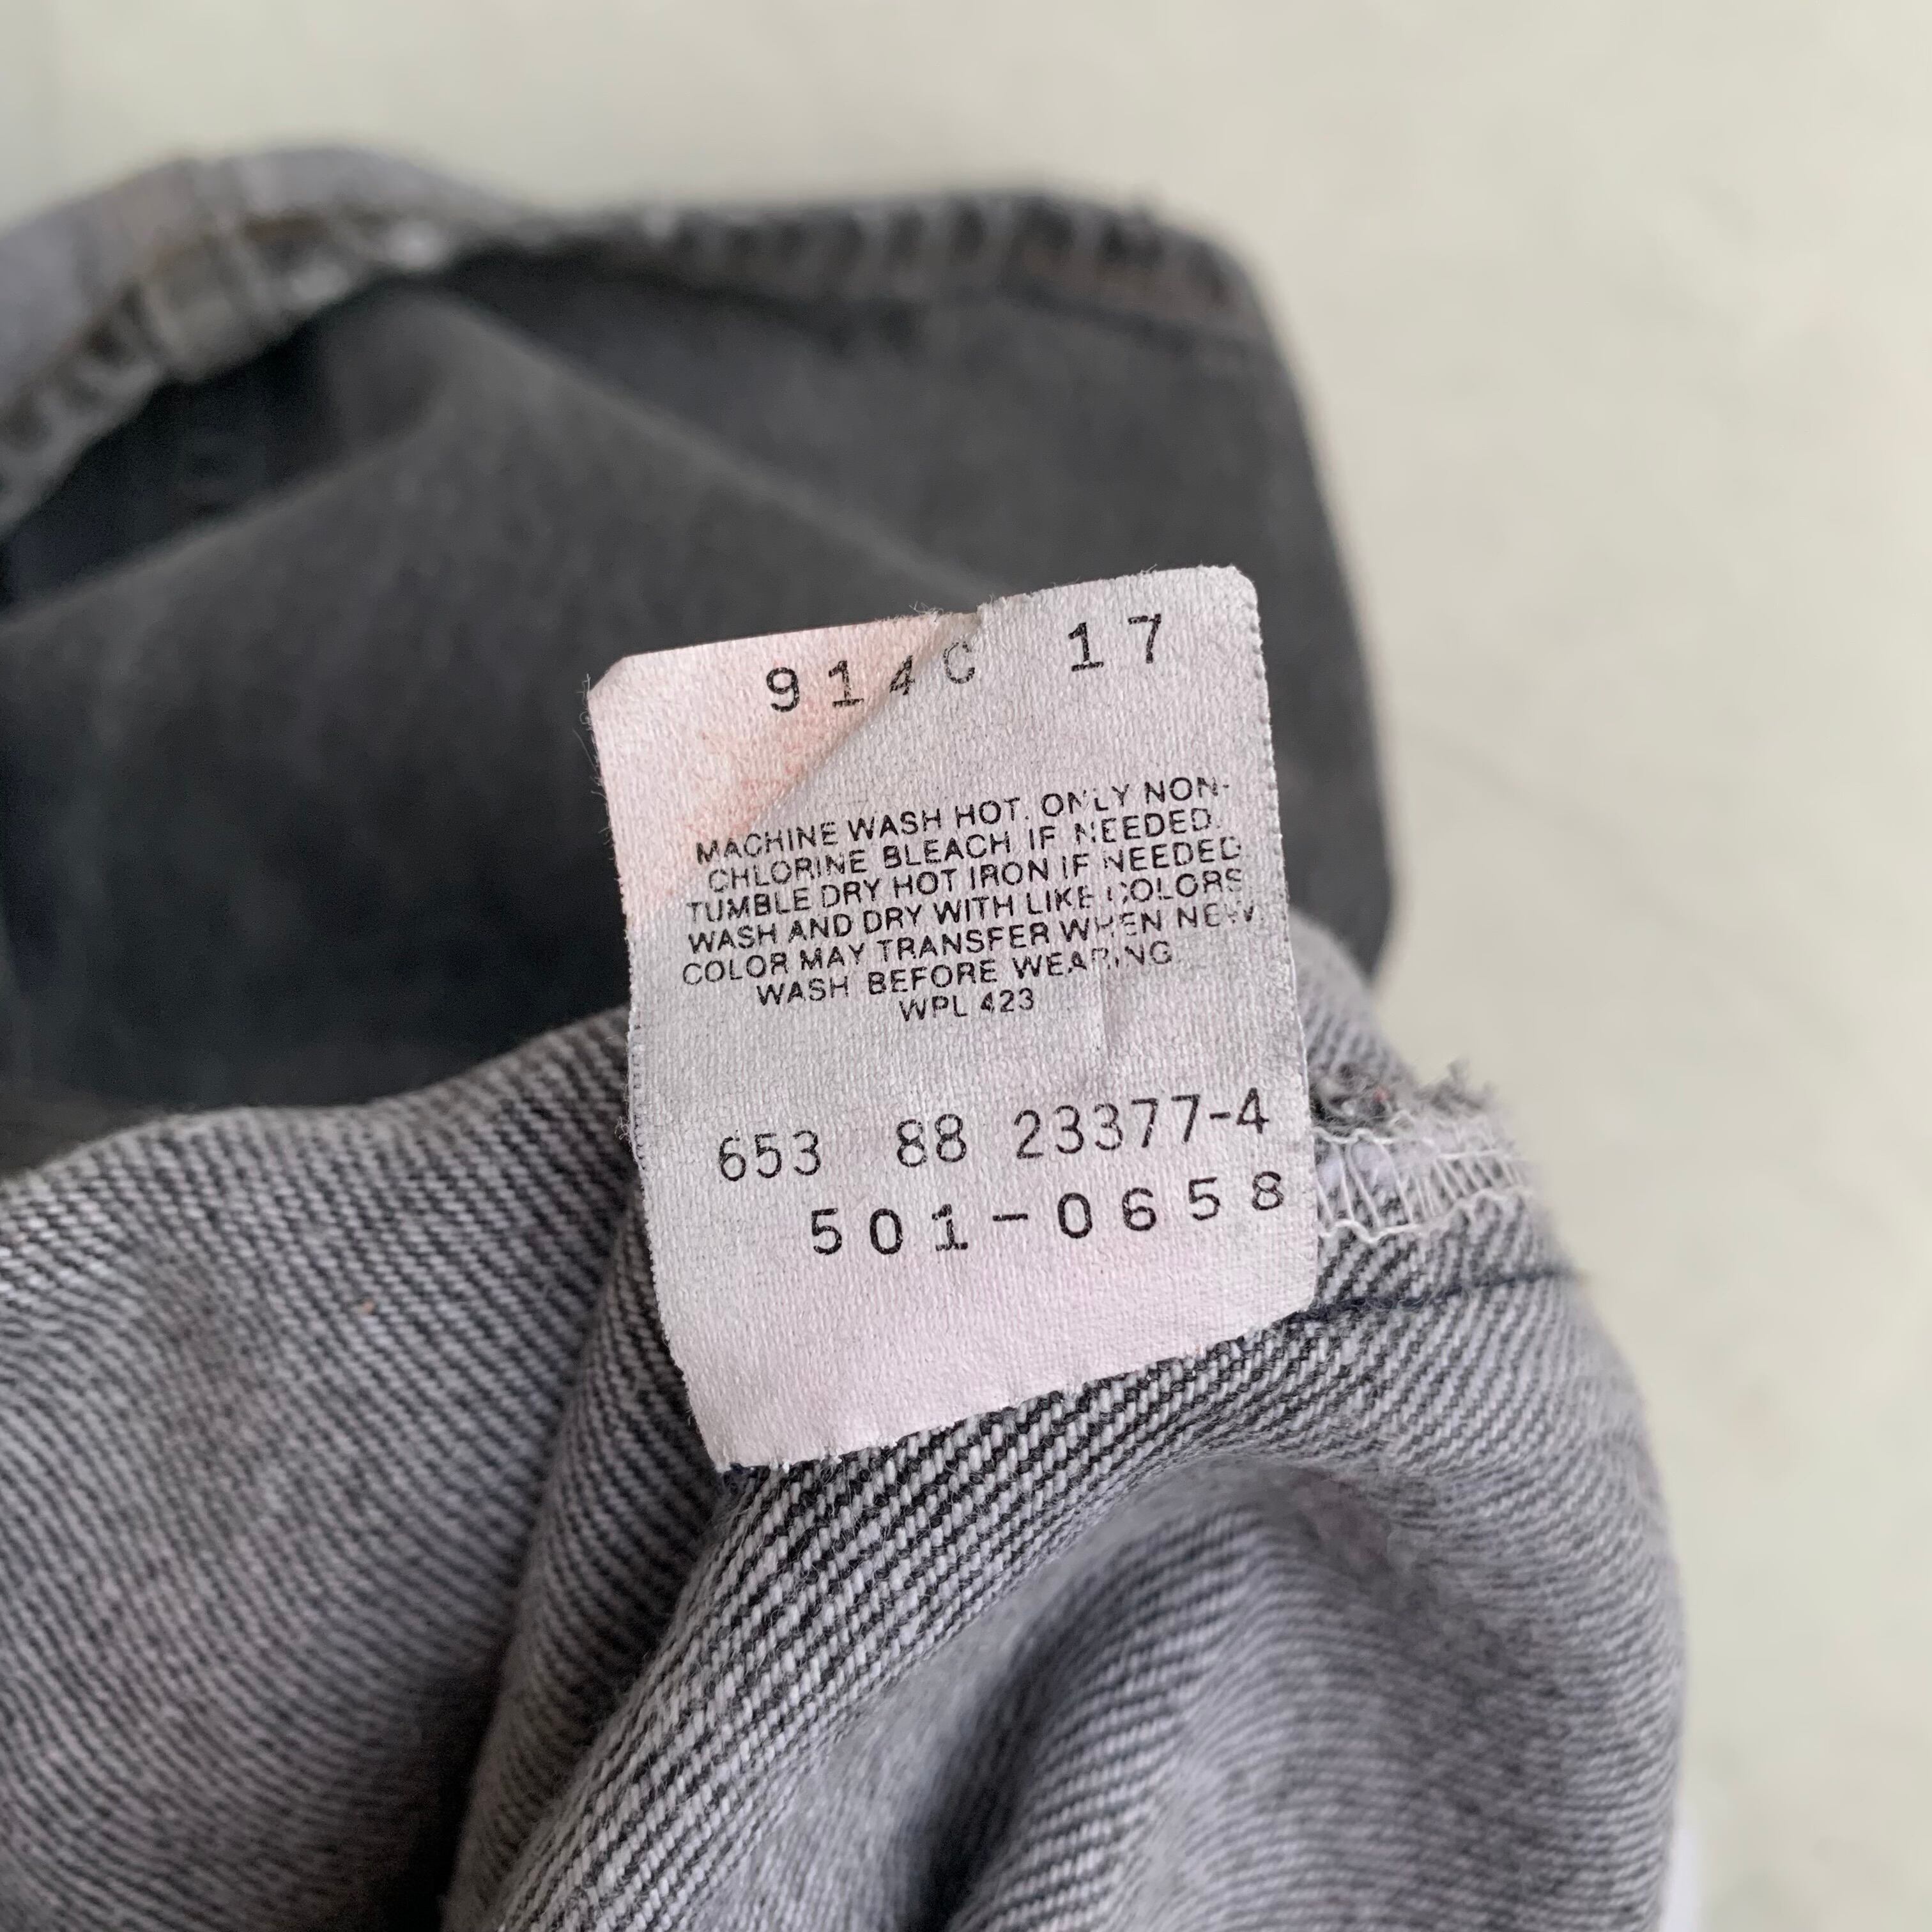 914C 17
MACHINE WASH HOT. ONLY NON-
CHLORINE BLEACH IF NEEDED.
TUMBLE DRY HOT IRON IF NEEDED
WASH AND DRY WITH LIKE COLORS
COLOR MAY TRANSFER WHEN NEW
WASH BEFORE WEARING
WPL 423
653 88 23377-4
501-0658